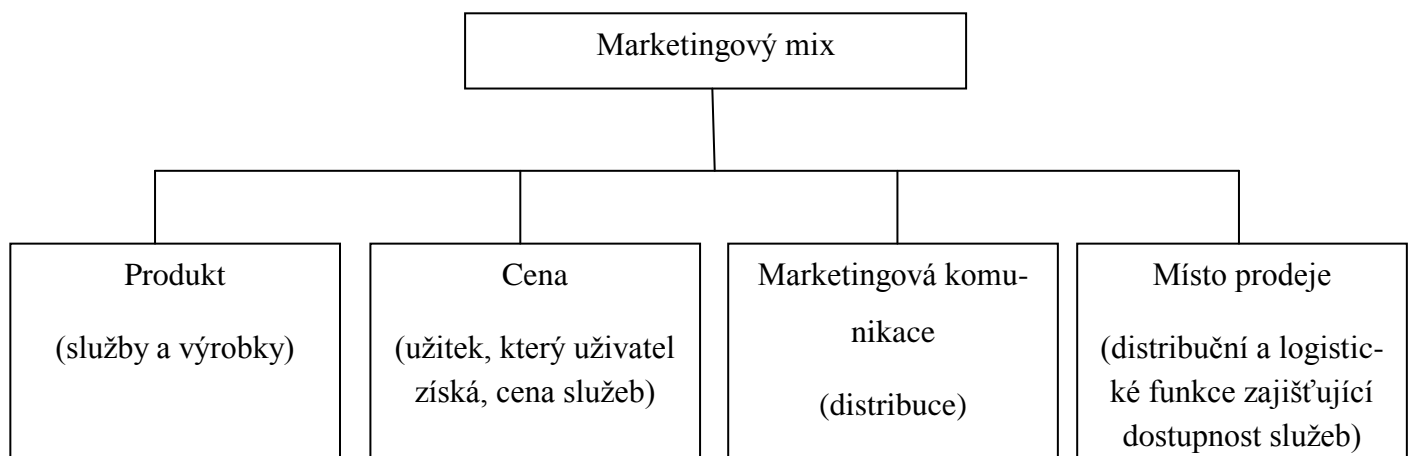 Marketingový mix
Produkt
(služby a výrobky)
Cena
(užitek, který uživatel
získá, cena služeb)
Marketingová komu-
nikace
(distribuce)
Místo prodeje
(distribuční a logistic-
ké funkce zajišťující
dostupnost služeb)